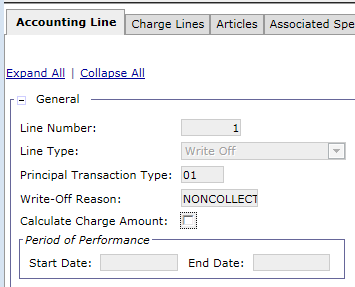 Accounting Line Charge Lines Articles Associated Spe
Expand All | Collapse All
General
Line Number: 1
Line Type: Write Off
Principal Transaction Type: 01
Write-Off Reason: NONCOLLECT
Calculate Charge Amount:
Period of Performance
Start Date: End Date: